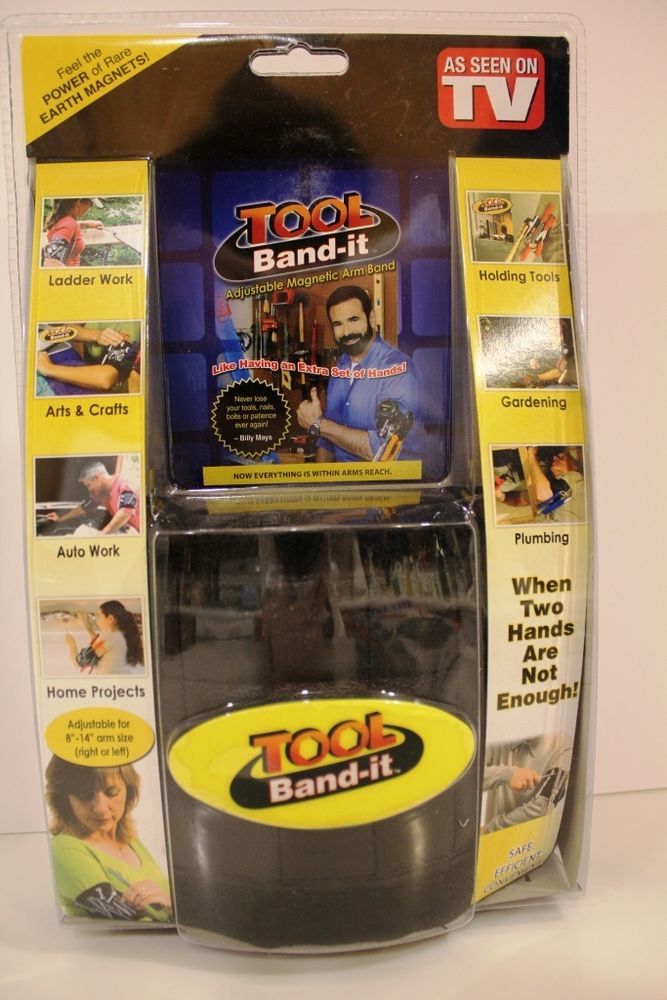 Feel the
POWER of Rare
EARTH MAGNETS!
AS SEEN ON
TV
TOOL
Band-it
Adjustable Magnetic Arm Band
Like Having an Extra Set of Hands!
Never lose
your tools, nails,
bolts or patience
ever again!
– Billy Mays
NOW EVERYTHING IS WITHIN ARMS REACH.
Ladder Work
Arts & Crafts
Auto Work
Home Projects
Adjustable for
8"-14" arm size
(right or left)
Holding Tools
Gardening
Plumbing
When
Two
Hands
Are
Not
Enough!
SAFE,
EFFICIENT,
TOOL
Band-it™